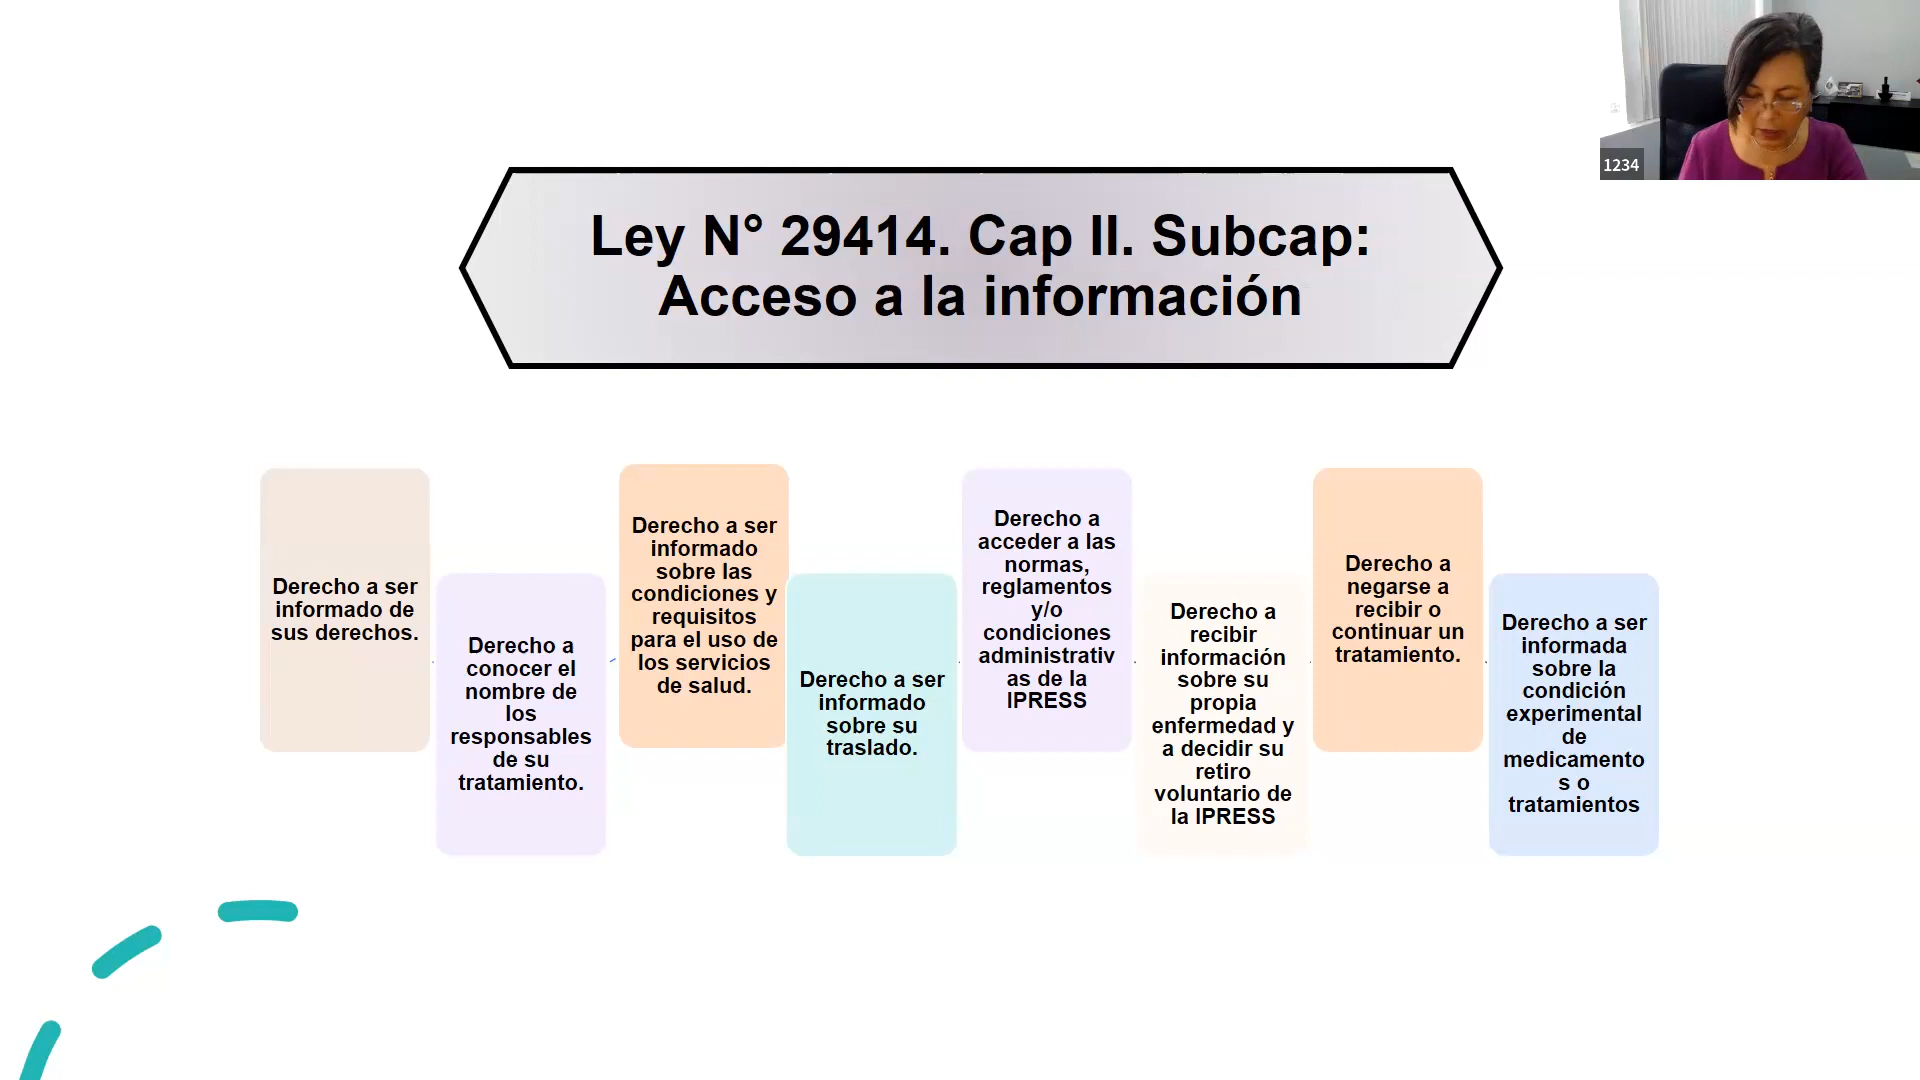 1234
Ley N° 29414. Cap II. Subcap:
Acceso a la información
Derecho a ser
informado de
sus derechos.
Derecho a
conocer el
nombre de
los
responsables
de su
tratamiento.
Derecho a ser
informado
sobre las
condiciones y
requisitos
para el uso de
los servicios
de salud.
Derecho a ser
informado
sobre su
traslado.
Derecho a
acceder a las
normas,
reglamentos
y/o
condiciones
administrativ
as de la
IPRESS
Derecho a
recibir
información
sobre su
propia
enfermedad y
a decidir su
retiro
voluntario de
la IPRESS
Derecho a
negarse a
recibir o
continuar un
tratamiento.
Derecho a ser
informada
sobre la
condición
experimental
de
medicamento
s o
tratamientos